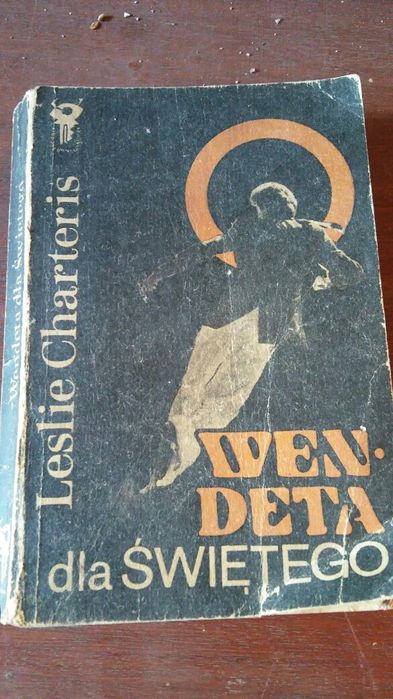 Leslie Charteris
WEN-
DETA
dla ŚWIĘTEGO
Wendeta dla Świętego